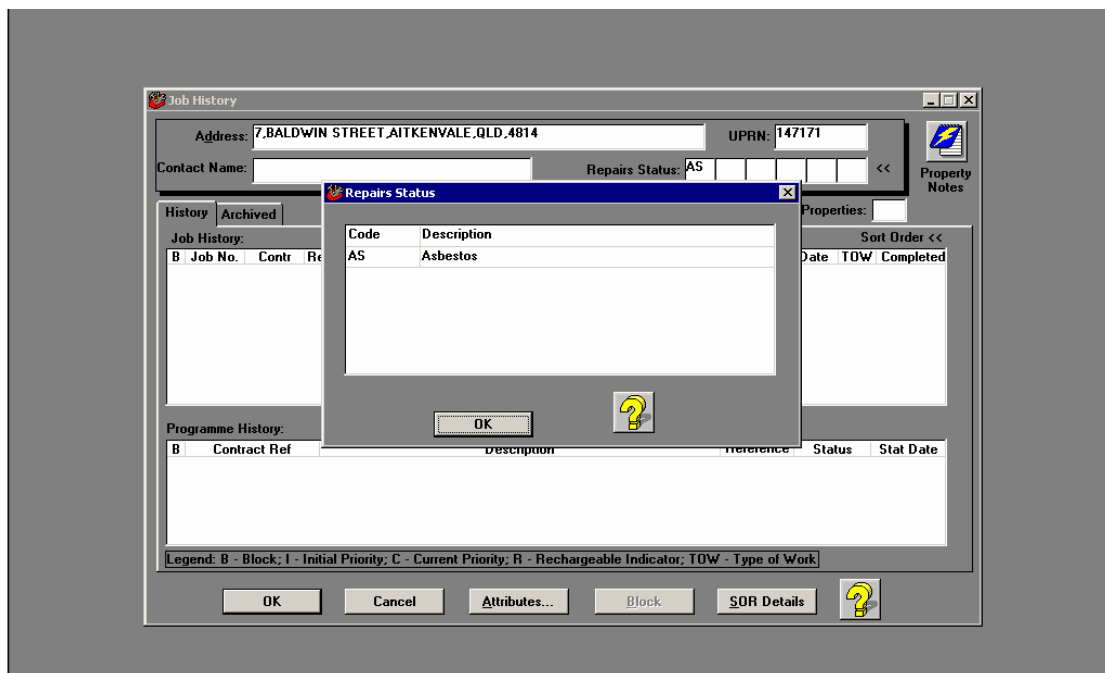 Job History
Address: 7,BALDWIN STREET,AITKENVALE,QLD,4814 UPRN: 147171
Contact Name: Repairs Status: AS <<
Property
Notes
Repairs Status
History Archived Properties:
Code Description
Job History: Sort Order <<
B Job No. Contr Re Date TOW Completed
AS Asbestos
OK
Programme History:
B Contract Ref Description Reference Status Stat Date
Legend: B - Block; I - Initial Priority; C - Current Priority; R - Rechargeable Indicator; TOW - Type of Work
OK Cancel Attributes... Block SOR Details